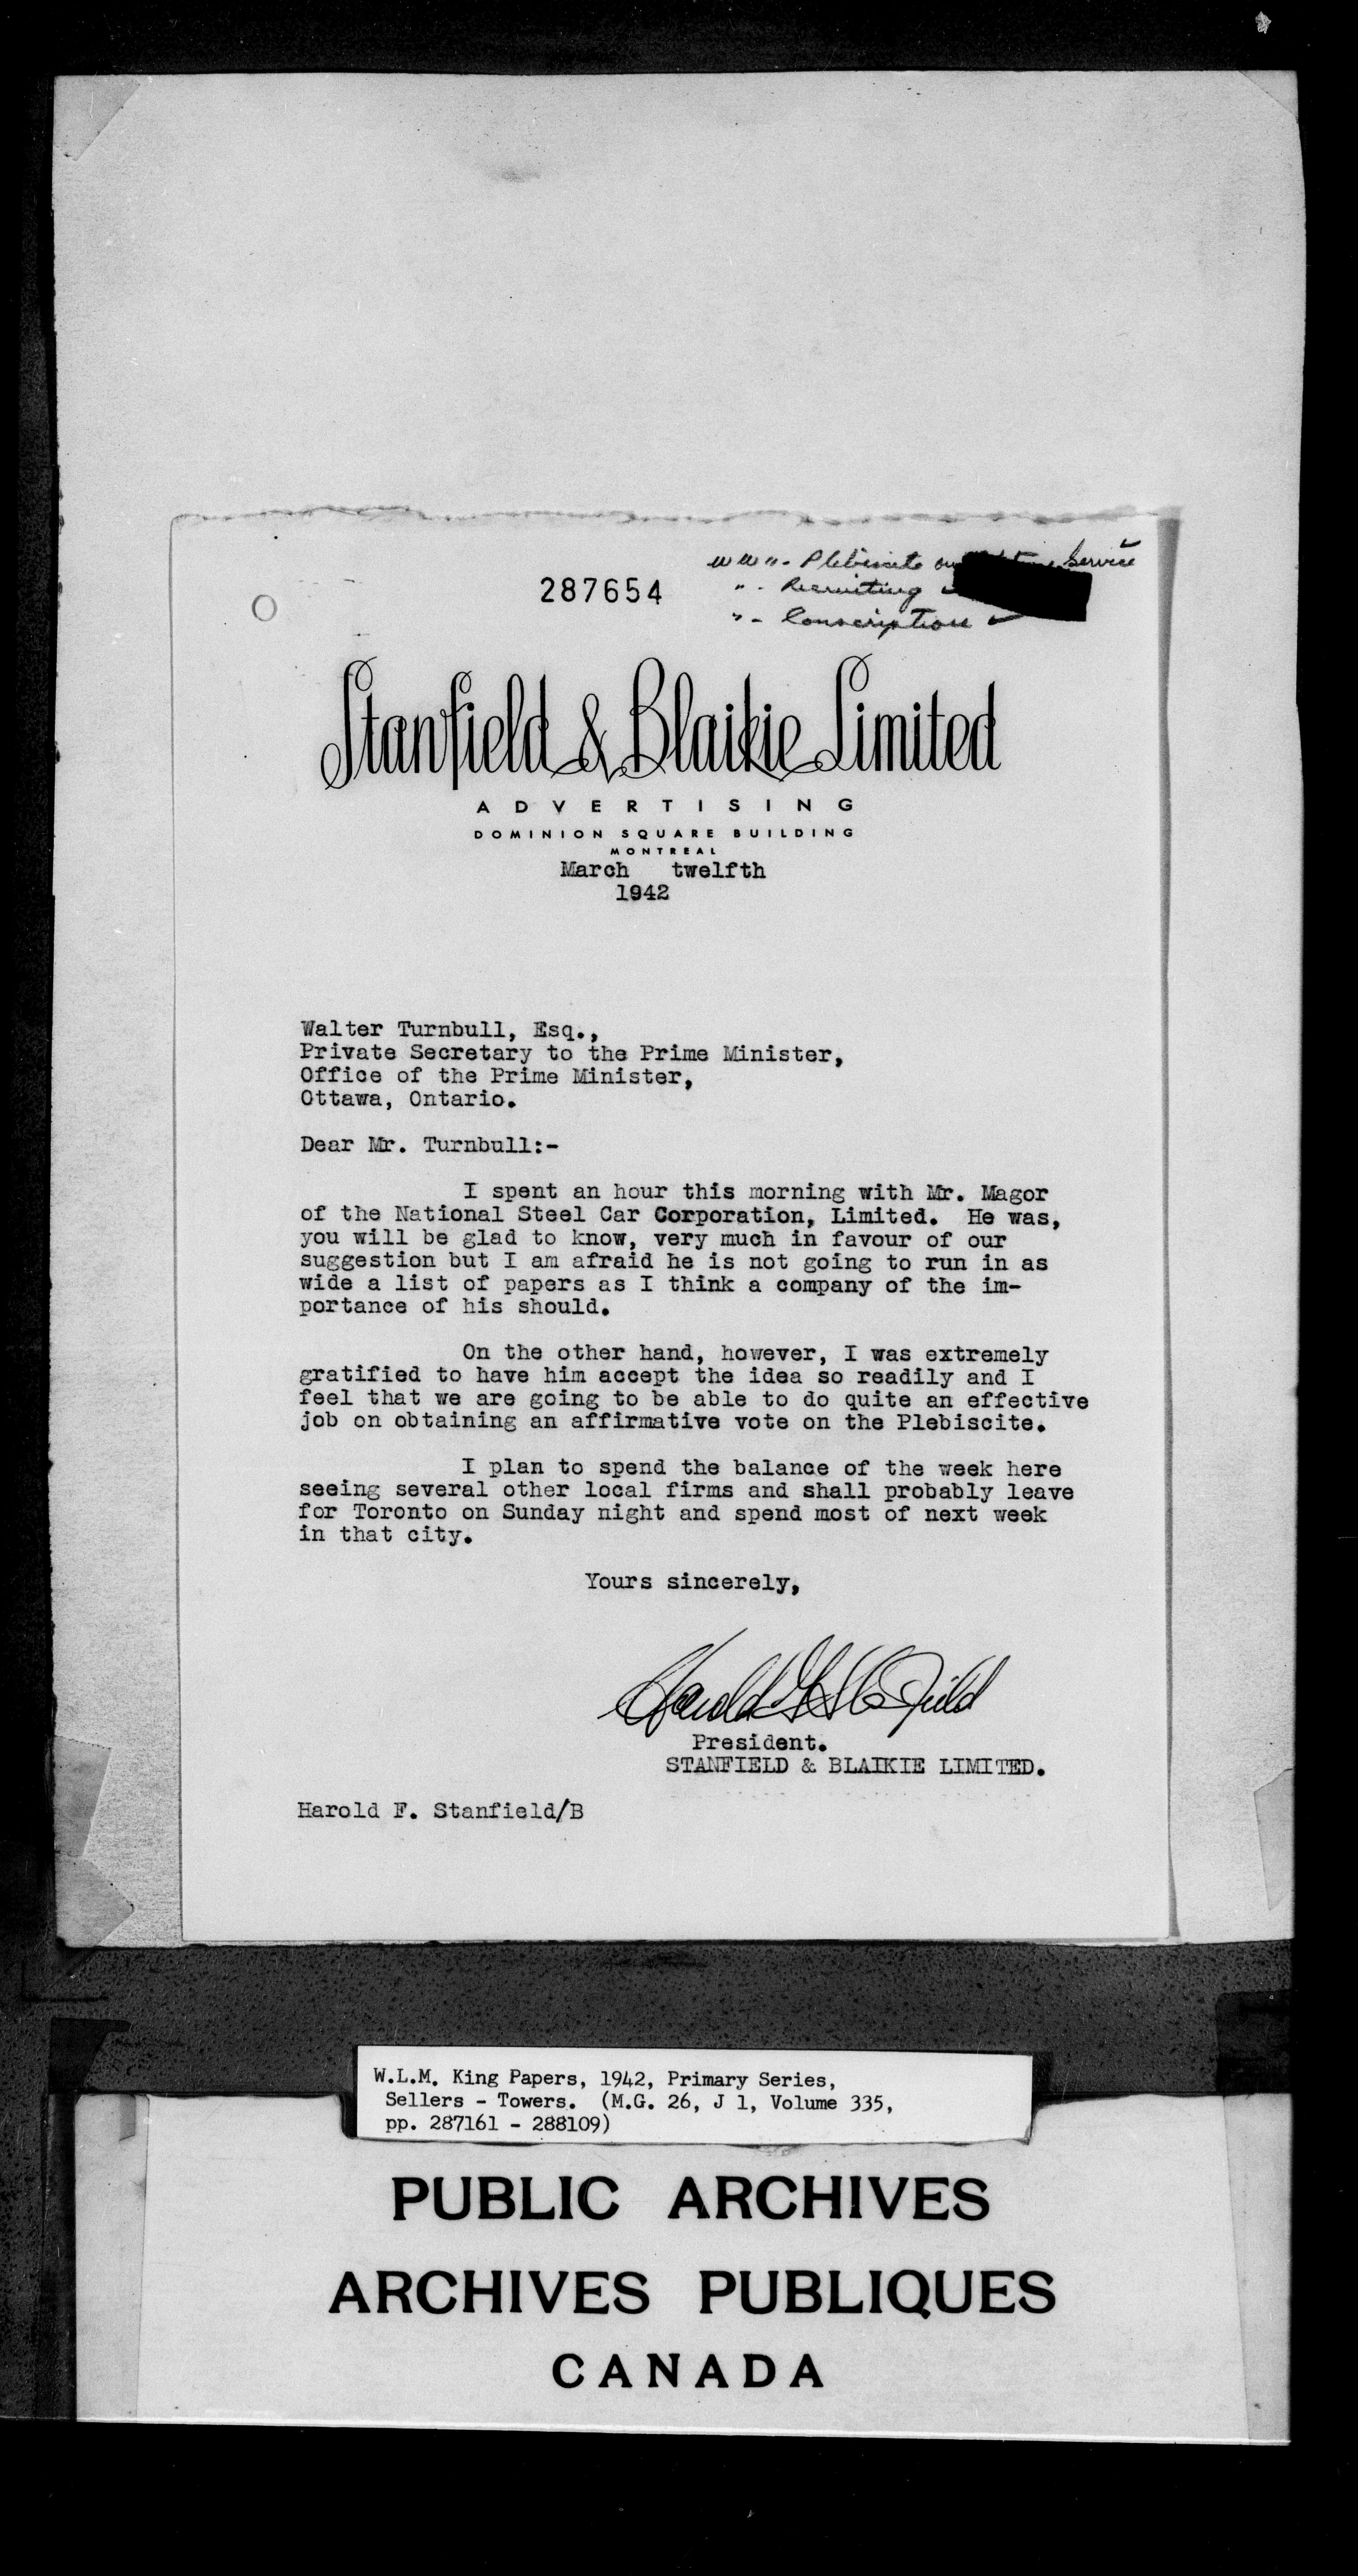 WW". Plebiscite on Service
287654
" . Recruiting
" - Conscription
Stanfield & Blaikie Limited
ADVERTISING
DOMINION SQUARE BUILDING
MONTREAL
March twelfth
1942
Walter Turnbull, Esq.,
Private Secretary to the Prime Minister,
Office of the Prime Minister,
Ottawa, Ontario.
Dear Mr. Turnbull:-
I spent an hour this morning with Mr. Magor
of the National Steel Car Corporation, Limited. He was,
you will be glad to know, very much in favour of our
suggestion but I am afraid he is not going to run in as
wide a list of papers as I think a company of the im-
portance of his should.
On the other hand, however, I was extremely
gratified to have him accept the idea so readily and I
feel that we are going to be able to do quite an effective
job on obtaining an affirmative vote on the Plebiscite.
I plan to spend the balance of the week here
seeing several other local firms and shall probably leave
for Toronto on Sunday night and spend most of next week
in that city.
Yours sincerely,
Harold F Stanfield
President.
STANFIELD & BLAIKIE LIMITED.
Harold F. Stanfield/B
W.L.M. King Papers, 1942, Primary Series,
Sellers - Towers. (M.G. 26, J 1, Volume 335,
pp. 287161 - 288109)
PUBLIC ARCHIVES
ARCHIVES PUBLIQUES
CANADA